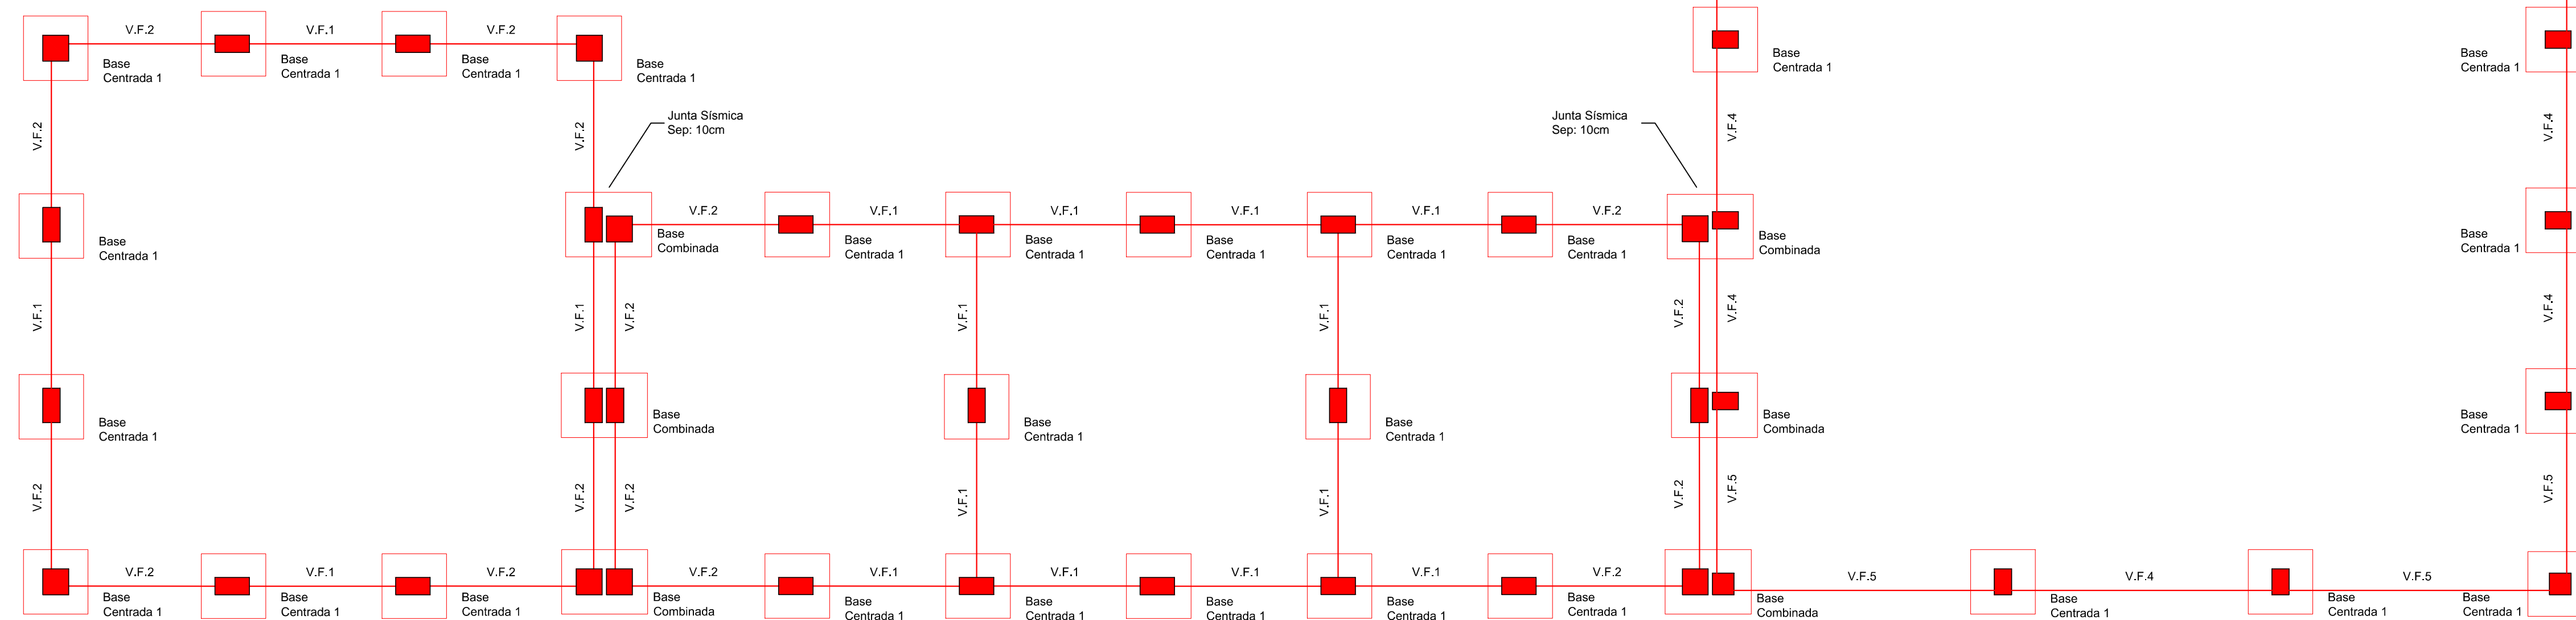 V.F.2
V.F.1
V.F.2
Base
Centrada 1
Base
Centrada 1
Base
Centrada 1
Base
Centrada 1
Base
Centrada 1
Base
Centrada 1
V.F.2
V.F.2
Junta Sísmica
Sep: 10cm
Junta Sísmica
Sep: 10cm
V.F.4
V.F.4
V.F.2
V.F.1
V.F.1
V.F.1
V.F.1
V.F.2
Base
Centrada 1
Base
Combinada
Base
Centrada 1
Base
Centrada 1
Base
Centrada 1
Base
Centrada 1
Base
Centrada 1
Base
Combinada
Base
Centrada 1
V.F.1
V.F.1
V.F.2
V.F.1
V.F.1
V.F.2
V.F.4
V.F.4
Base
Centrada 1
Base
Combinada
Base
Centrada 1
Base
Centrada 1
Base
Combinada
Base
Centrada 1
V.F.2
V.F.2
V.F.2
V.F.1
V.F.1
V.F.2
V.F.5
V.F.5
V.F.2
V.F.1
V.F.2
V.F.2
V.F.1
V.F.1
V.F.1
V.F.1
V.F.2
V.F.5
V.F.4
V.F.5
Base
Centrada 1
Base
Centrada 1
Base
Centrada 1
Base
Combinada
Base
Centrada 1
Base
Centrada 1
Base
Centrada 1
Base
Centrada 1
Base
Centrada 1
Base
Combinada
Base
Centrada 1
Base
Centrada 1
Base
Centrada 1